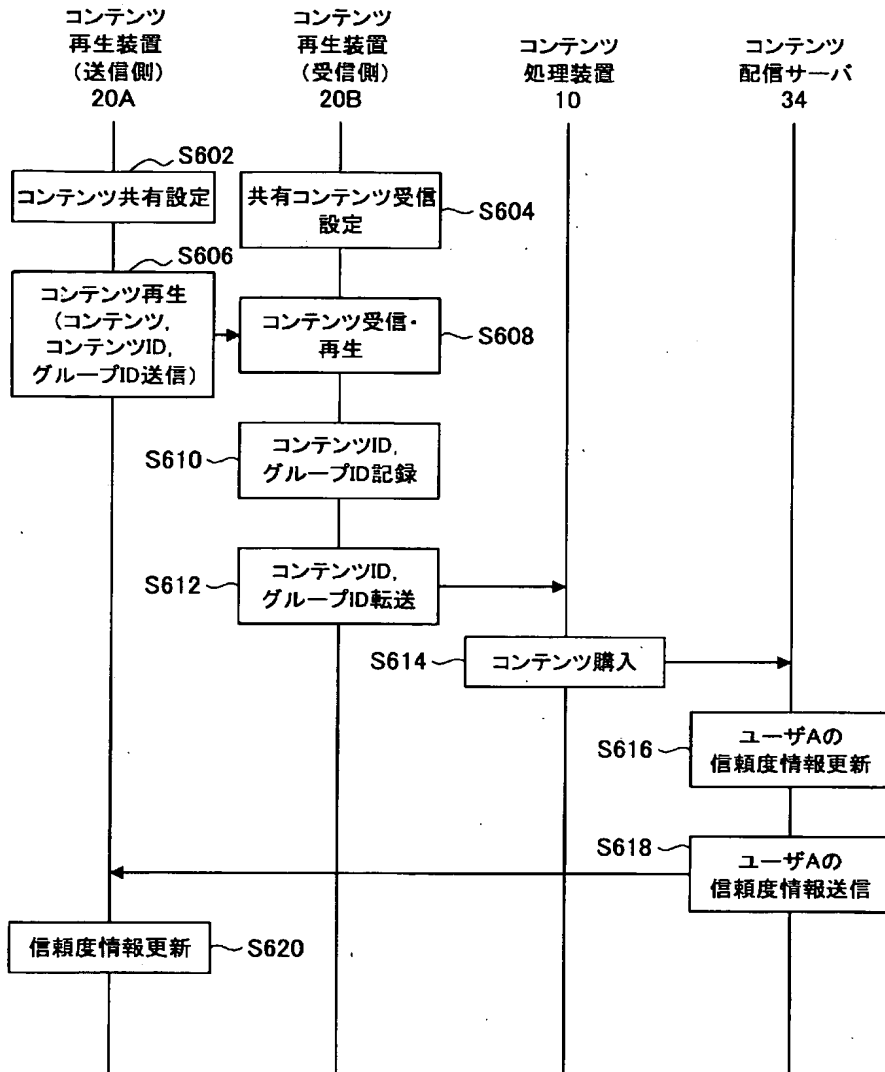 コンテンツ
再生装置
（送信側）
20A
コンテンツ
再生装置
（受信側）
20B
コンテンツ
処理装置
10
コンテンツ
配信サーバ
34
S602
コンテンツ共有設定
共有コンテンツ受信
設定
S604
S606
コンテンツ再生
（コンテンツ,
コンテンツID,
グループID送信）
コンテンツ受信・
再生
S608
S610
コンテンツID,
グループID記録
S612
コンテンツID,
グループID転送
S614
コンテンツ購入
S616
ユーザAの
信頼度情報更新
S618
ユーザAの
信頼度情報送信
信頼度情報更新
S620